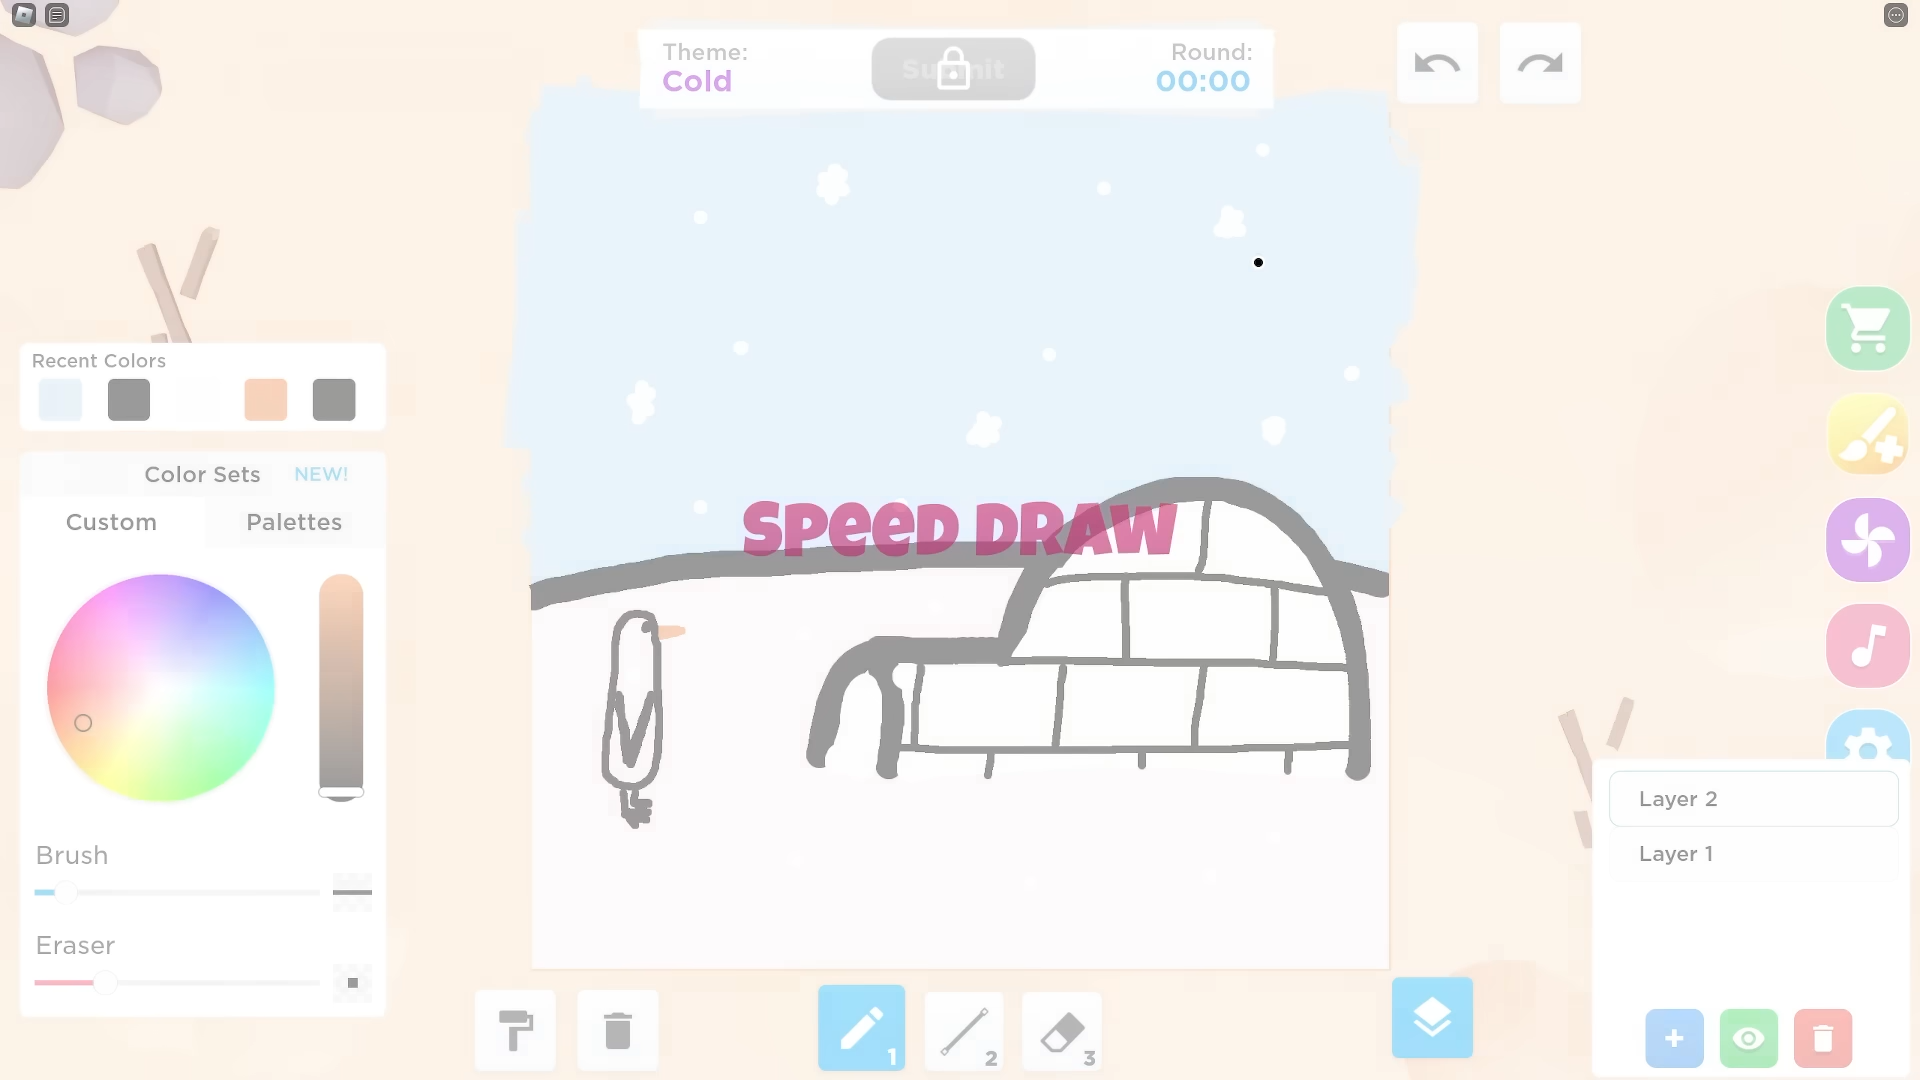 Theme:
Cold
Submit
Round:
00:00
Recent Colors
Color Sets NEW!
Custom
Palettes
SPEED DRAW
Brush
Eraser
1
2
3
Layer 2
Layer 1